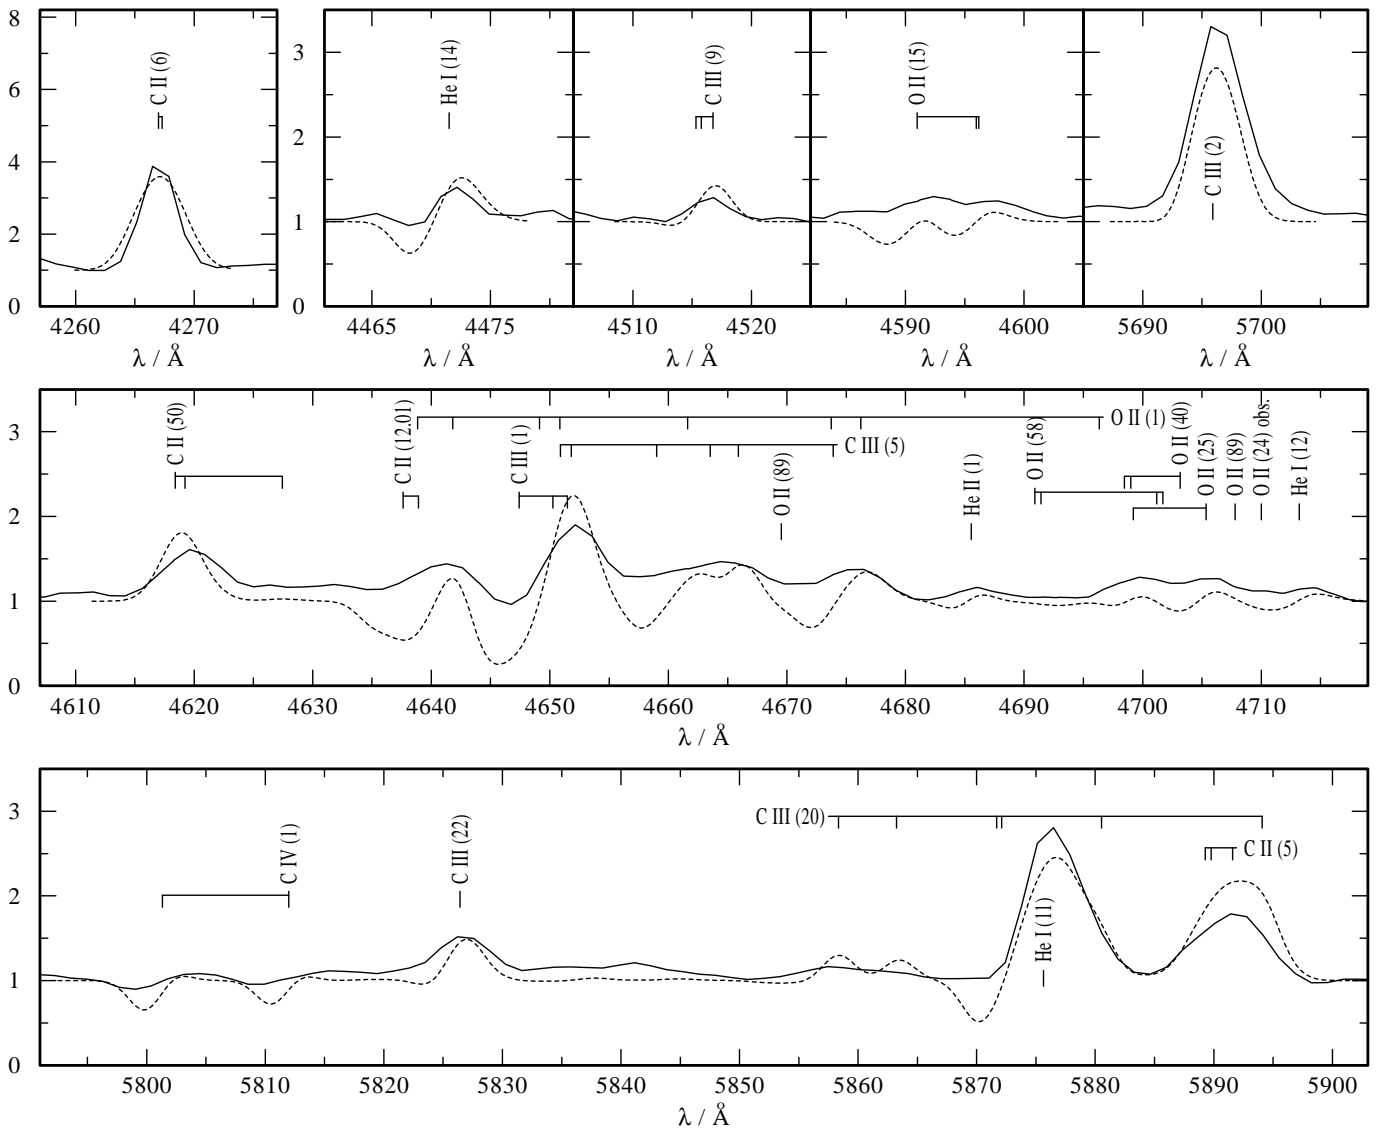 8
6
4
2
0
C II (6)
4260 4270
λ / Å
3
2
1
0
He I (14)
4465 4475
λ / Å
C III (9)
4510 4520
λ / Å
O II (15)
4590 4600
λ / Å
C III (2)
5690 5700
λ / Å
3
2
1
0
C II (50)
C II (12.01)
C III (1)
O II (1)
C III (5)
O II (89)
He II (1)
O II (58)
O II (40)
O II (25)
O II (89)
O II (24) obs.
He I (12)
4610 4620 4630 4640 4650 4660 4670 4680 4690 4700 4710
λ / Å
3
2
1
0
C IV (1)
C III (22)
C III (20)
He I (11)
C II (5)
5800 5810 5820 5830 5840 5850 5860 5870 5880 5890 5900
λ / Å